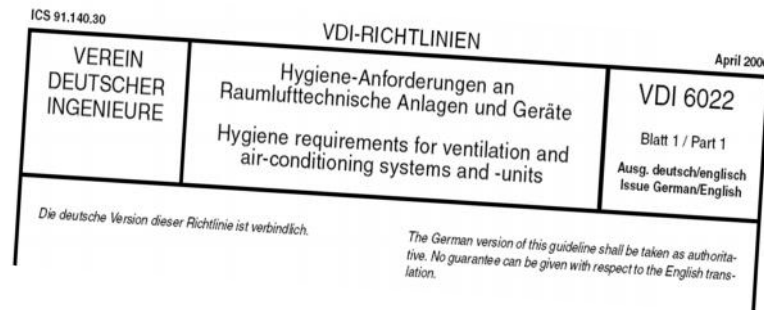 ICS 91.140.30
VDI-RICHTLINIEN
April 2006
VEREIN
DEUTSCHER
INGENIEURE
Hygiene-Anforderungen an
Raumlufttechnische Anlagen und Geräte
Hygiene requirements for ventilation and
air-conditioning systems and -units
VDI 6022
Blatt 1 / Part 1
Ausg. deutsch/englisch
Issue German/English
Die deutsche Version dieser Richtlinie ist verbindlich.
The German version of this guideline shall be taken as authorita-
tive. No guarantee can be given with respect to the English trans-
lation.